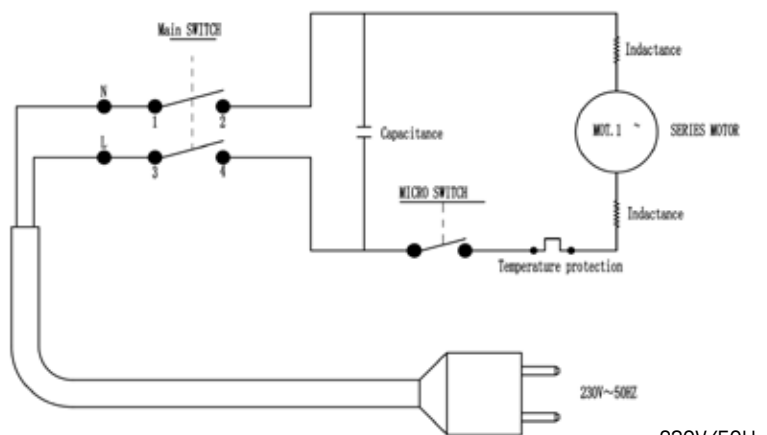 Main SWITCH
N
1
2
L
3
4
Capacitance
MICRO SWITCH
Temperature protection
Indactance
MOT.1 ~
SERIES MOTOR
Indactance
230V~50HZ